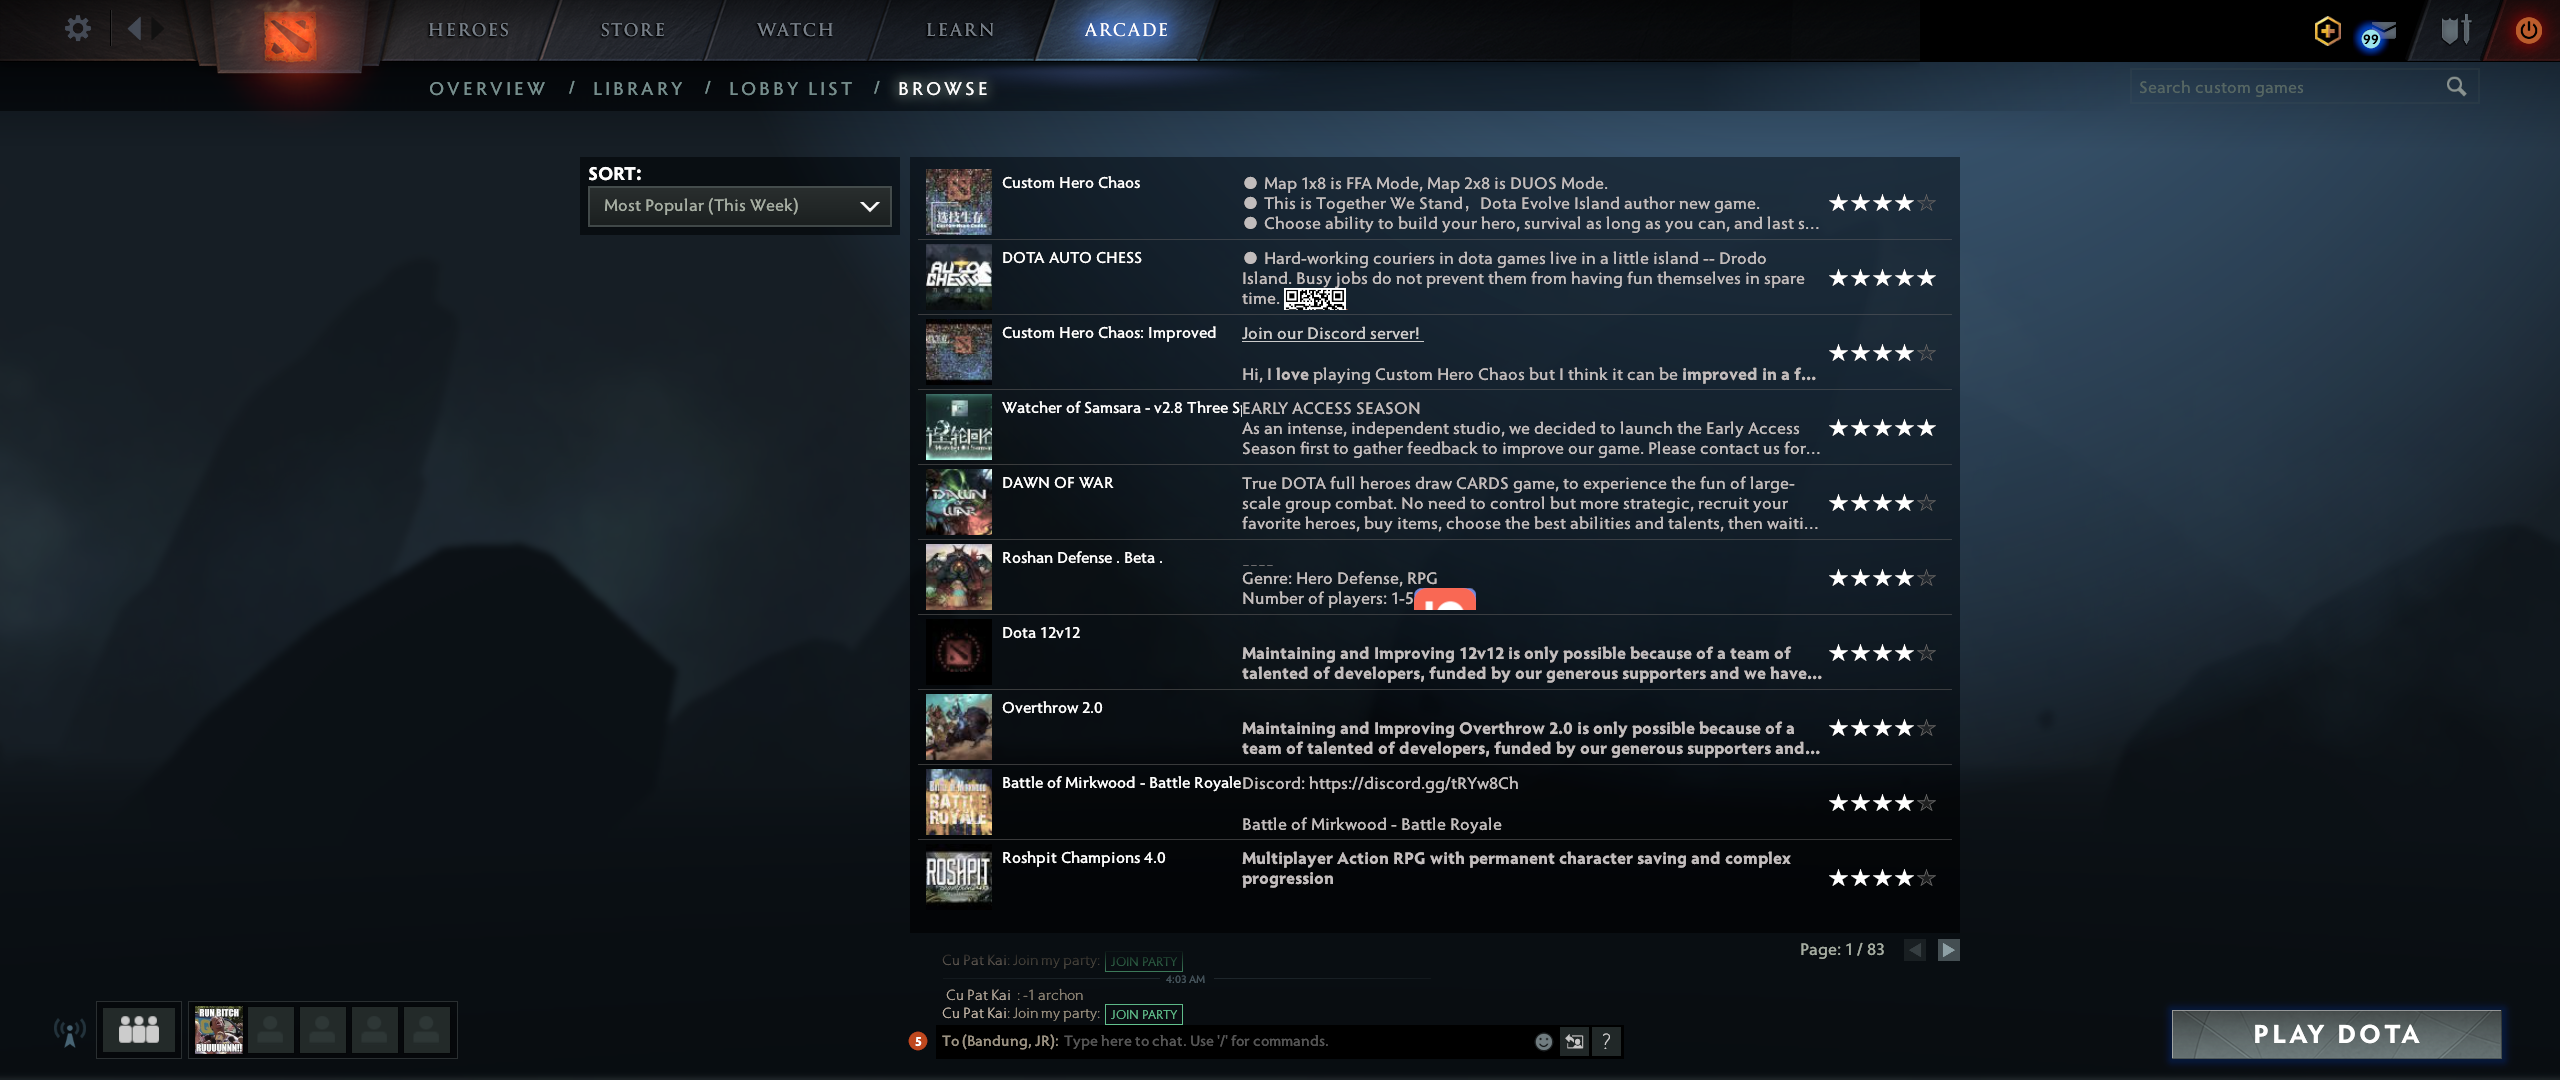 HEROES
STORE
WATCH
LEARN
ARCADE
99
OVERVIEW / LIBRARY / LOBBY LIST / BROWSE
Search custom games
SORT:
Most Popular (This Week)
Custom Hero Chaos
● Map 1x8 is FFA Mode, Map 2x8 is DUOS Mode.
● This is Together We Stand，Dota Evolve Island author new game.
● Choose ability to build your hero, survival as long as you can, and last s...
DOTA AUTO CHESS
● Hard-working couriers in dota games live in a little island -- Drodo
Island. Busy jobs do not prevent them from having fun themselves in spare
time.
AUTO
CHESS
Custom Hero Chaos: Improved
Join our Discord server!
Hi, I love playing Custom Hero Chaos but I think it can be improved in a f...
Watcher of Samsara - v2.8 Three S
EARLY ACCESS SEASON
As an intense, independent studio, we decided to launch the Early Access
Season first to gather feedback to improve our game. Please contact us for...
DAWN OF WAR
True DOTA full heroes draw CARDS game, to experience the fun of large-
scale group combat. No need to control but more strategic, recruit your
favorite heroes, buy items, choose the best abilities and talents, then waiti...
DAWN
WAR
Roshan Defense . Beta .
----
Genre: Hero Defense, RPG
Number of players: 1-5
Dota 12v12
Maintaining and Improving 12v12 is only possible because of a team of
talented of developers, funded by our generous supporters and we have...
Overthrow 2.0
Maintaining and Improving Overthrow 2.0 is only possible because of a
team of talented of developers, funded by our generous supporters and...
Battle of Mirkwood - Battle Royale
Discord: https://discord.gg/tRYw8Ch
Battle of Mirkwood - Battle Royale
BATTLE
ROYALE
Roshpit Champions 4.0
Multiplayer Action RPG with permanent character saving and complex
progression
ROSHPIT
Page: 1 / 83
Cu Pat Kai: Join my party: JOIN PARTY
4:03 AM
Cu Pat Kai : -1 archon
Cu Pat Kai: Join my party: JOIN PARTY
5 To (Bandung, JR): Type here to chat. Use '/' for commands.
?
RUN BITCH
RUUUUNNN!!
PLAY DOTA